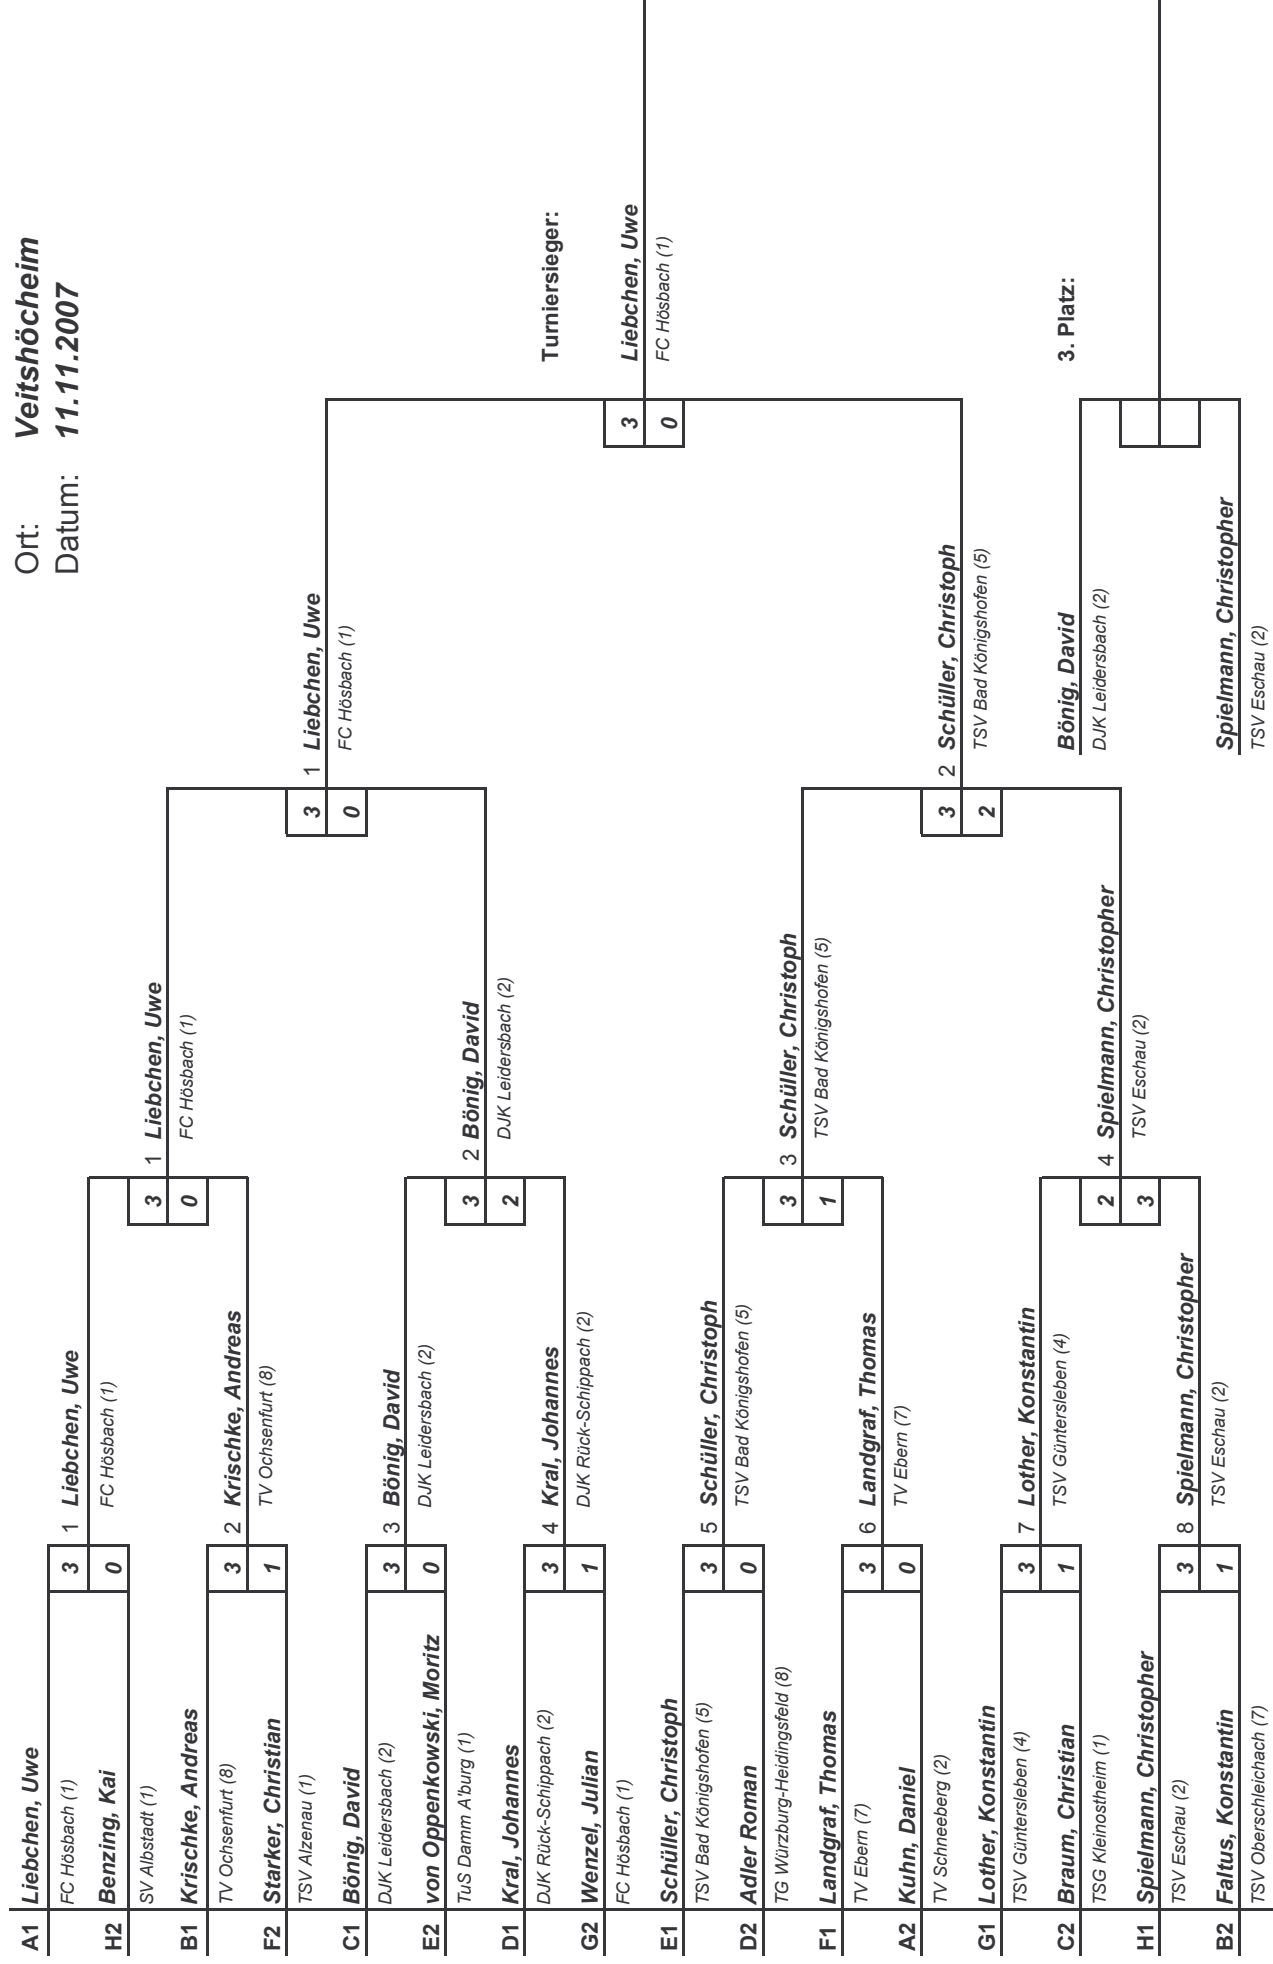 Ort: Veitshöcheim
Datum: 11.11.2007
A1 Liebchen, Uwe
FC Hösbach (1)
H2 Benzing, Kai
SV Albstadt (1)
B1 Krischke, Andreas
TV Ochsenfurt (8)
F2 Starker, Christian
TSV Alzenau (1)
C1 Bönig, David
DJK Leidersbach (2)
E2 von Oppenkowski, Moritz
TuS Damm A'burg (1)
D1 Kral, Johannes
DJK Rück-Schippach (2)
G2 Wenzel, Julian
FC Hösbach (1)
E1 Schüller, Christoph
TSV Bad Königshofen (5)
D2 Adler Roman
TG Würzburg-Heidingsfeld (8)
F1 Landgraf, Thomas
TV Ebern (7)
A2 Kuhn, Daniel
TV Schneeberg (2)
G1 Lother, Konstantin
TSV Güntersleben (4)
C2 Braum, Christian
TSG Kleinostheim (1)
H1 Spielmann, Christopher
TSV Eschau (2)
B2 Faltus, Konstantin
TSV Oberschleichach (7)
3 1 Liebchen, Uwe
0 FC Hösbach (1)
3 2 Krischke, Andreas
1 TV Ochsenfurt (8)
3 3 Bönig, David
0 DJK Leidersbach (2)
3 4 Kral, Johannes
1 DJK Rück-Schippach (2)
3 5 Schüller, Christoph
0 TSV Bad Königshofen (5)
3 6 Landgraf, Thomas
0 TV Ebern (7)
3 7 Lother, Konstantin
1 TSV Güntersleben (4)
3 8 Spielmann, Christopher
1 TSV Eschau (2)
3 1 Liebchen, Uwe
0 FC Hösbach (1)
3 2 Bönig, David
2 DJK Leidersbach (2)
3 3 Schüller, Christoph
1 TSV Bad Königshofen (5)
2 4 Spielmann, Christopher
3 TSV Eschau (2)
3 1 Liebchen, Uwe
0 FC Hösbach (1)
3 2 Schüller, Christoph
2 TSV Bad Königshofen (5)
Turniersieger:
3 Liebchen, Uwe
0 FC Hösbach (1)
3. Platz:
Bönig, David
DJK Leidersbach (2)
Spielmann, Christopher
TSV Eschau (2)